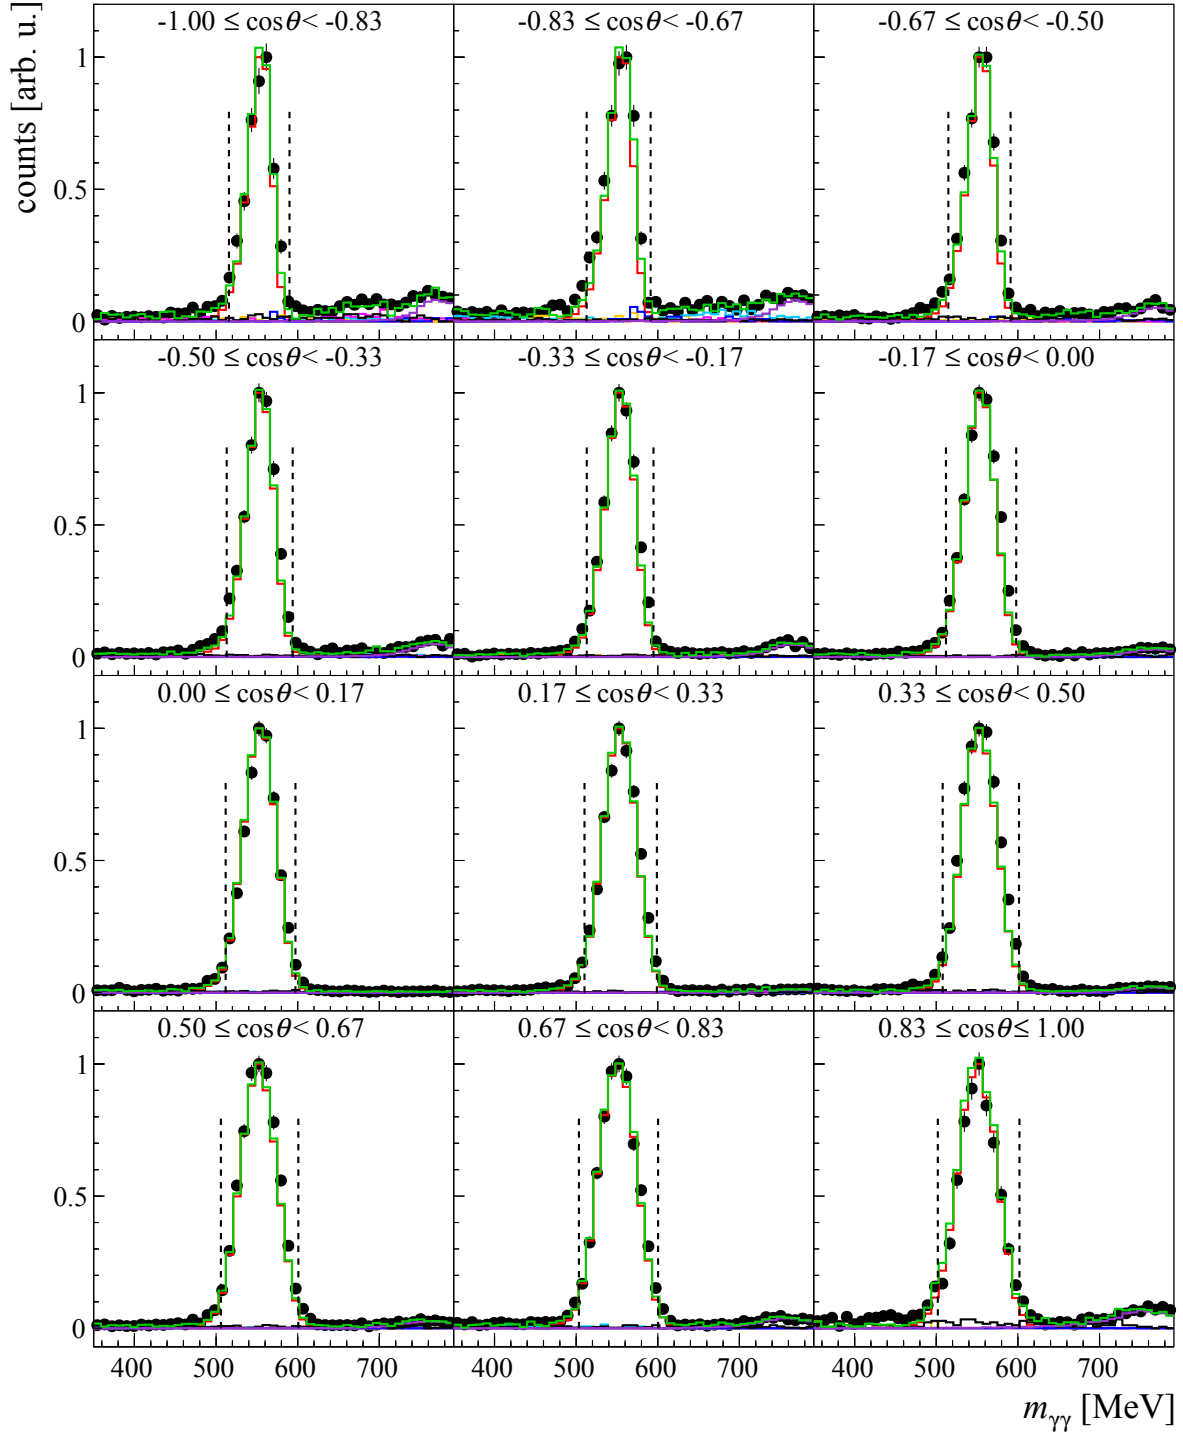 counts [arb. u.]
-1.00 ≤ cosθ< -0.83
-0.83 ≤ cosθ< -0.67
-0.67 ≤ cosθ< -0.50
1
0.5
0
-0.50 ≤ cosθ< -0.33
-0.33 ≤ cosθ< -0.17
-0.17 ≤ cosθ< 0.00
1
0.5
0
0.00 ≤ cosθ< 0.17
0.17 ≤ cosθ< 0.33
0.33 ≤ cosθ< 0.50
1
0.5
0
0.50 ≤ cosθ< 0.67
0.67 ≤ cosθ< 0.83
0.83 ≤ cosθ≤ 1.00
1
0.5
0
400 500 600 700 400 500 600 700 400 500 600 700
mγγ [MeV]